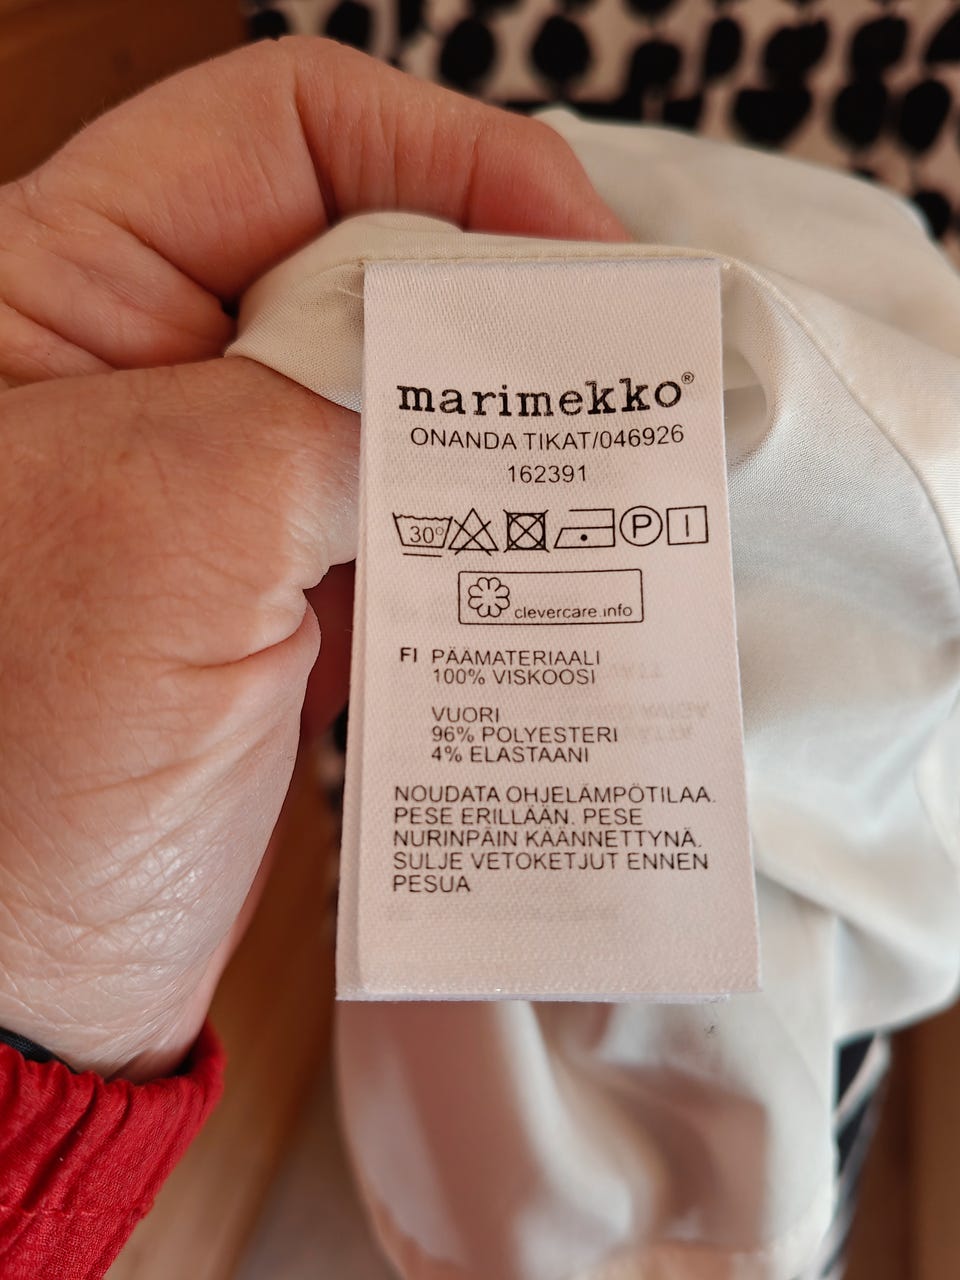 marimekko®
ONANDA TIKAT/046926
162391
30°
P
clevercare.info
FI PÄÄMATERIAALI
100% VISKOOSI
VUORI
96% POLYESTERI
4% ELASTAANI
NOUDATA OHJELÄMPÖTILAA.
PESE ERILLÄÄN. PESE
NURINPÄIN KÄÄNNETTYNÄ.
SULJE VETOKETJUT ENNEN
PESUA